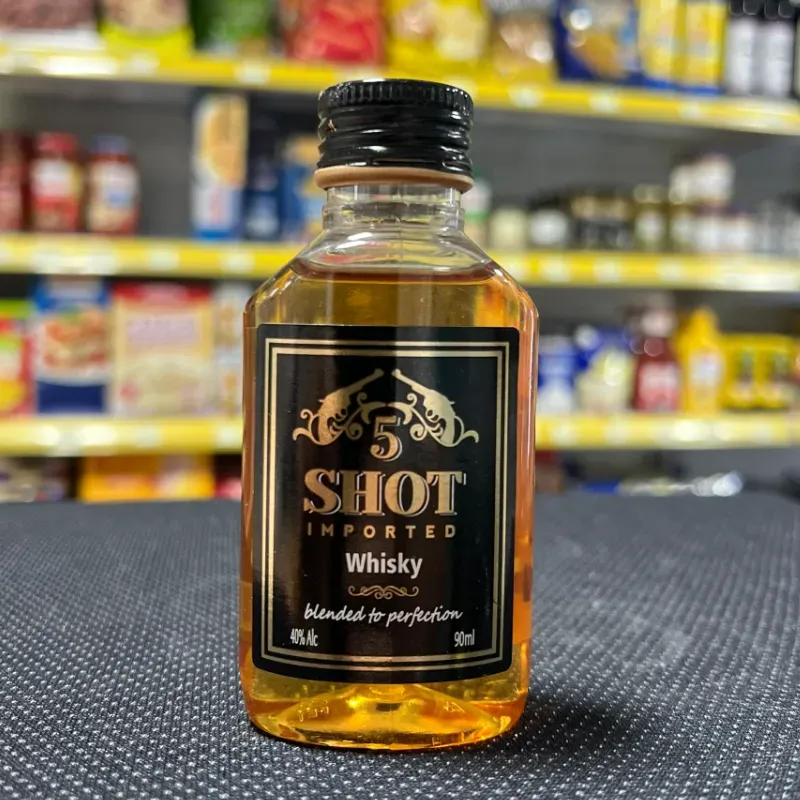 5
SHOT
IMPORTED
Whisky
blended to perfection
40% Alc 90ml